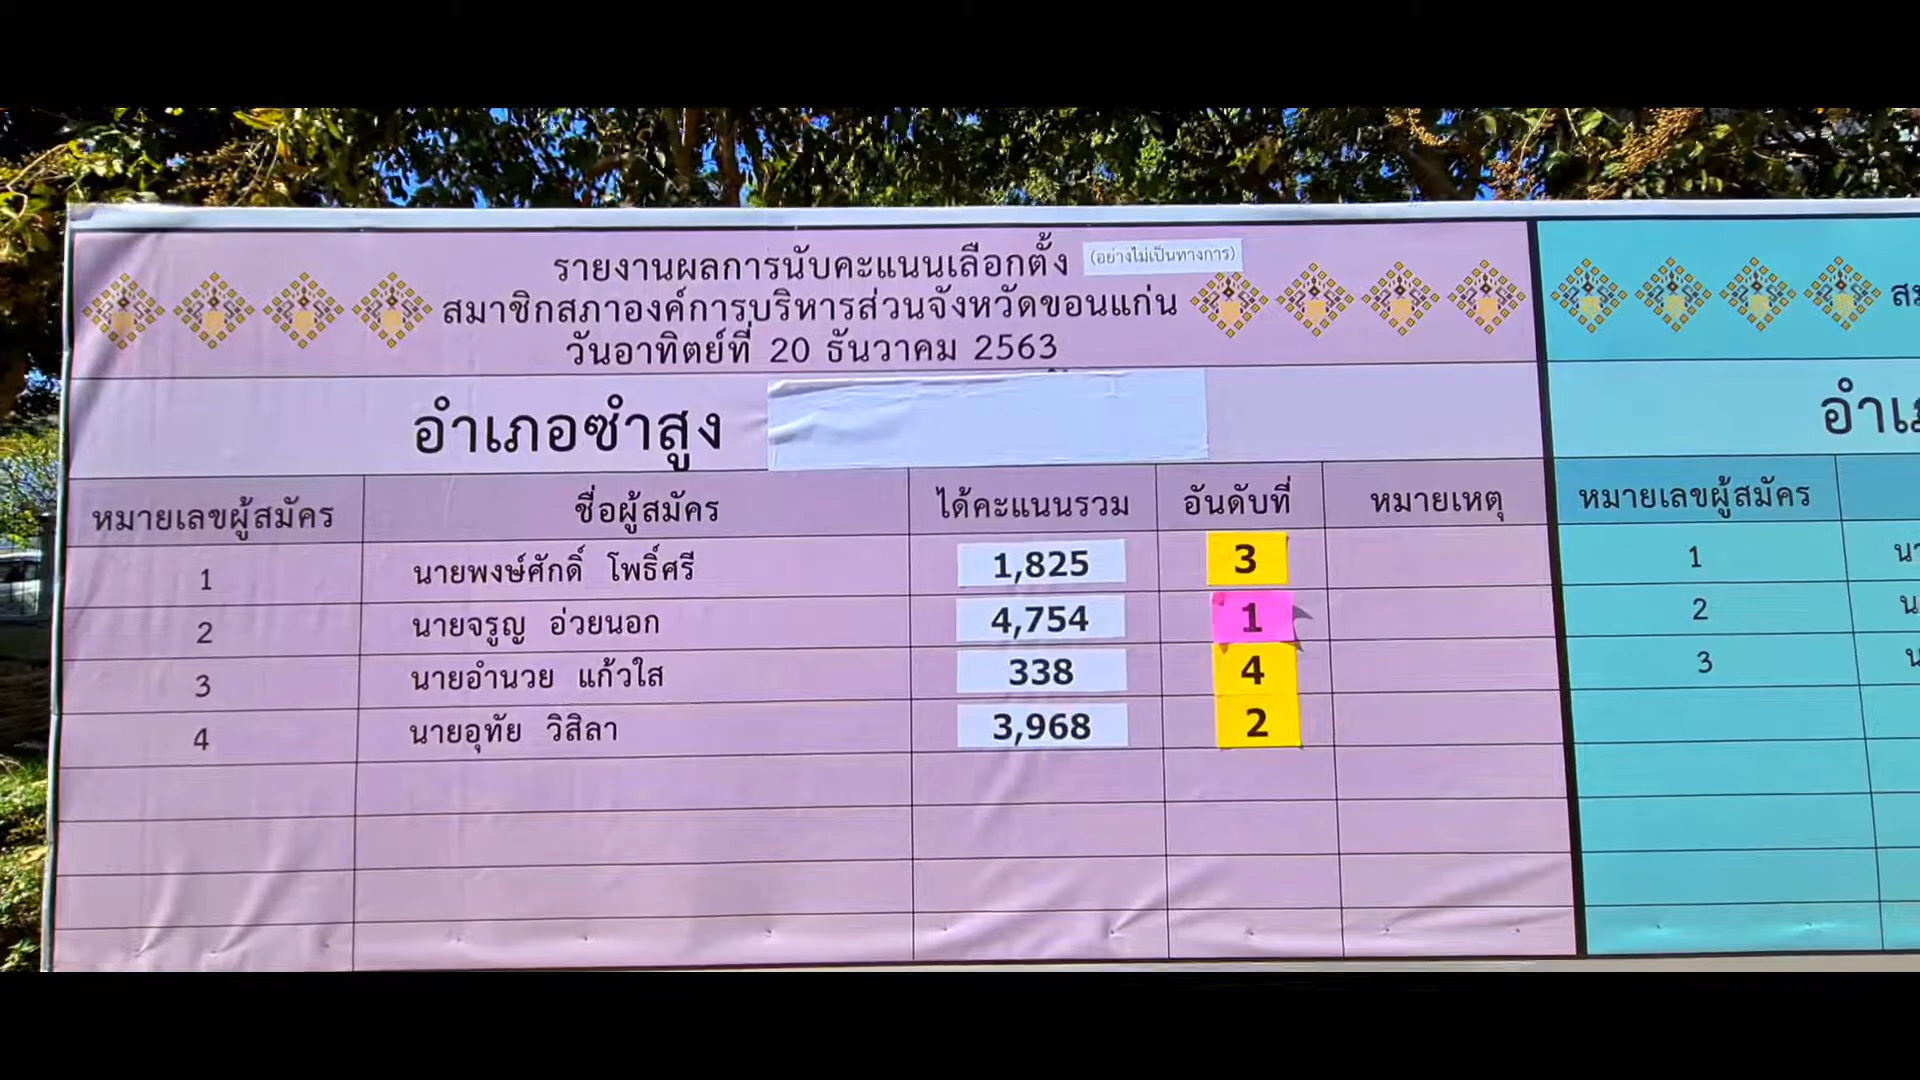 รายงานผลการนับคะแนนเลือกตั้ง (อย่างไม่เป็นทางการ)
สมาชิกสภาองค์การบริหารส่วนจังหวัดขอนแก่น
วันอาทิตย์ที่ 20 ธันวาคม 2563
อำเภอซำสูง
หมายเลขผู้สมัคร ชื่อผู้สมัคร ได้คะแนนรวม อันดับที่ หมายเหตุ
1 นายพงษ์ศักดิ์ โพธิ์ศรี 1,825 3
2 นายจรูญ อ่วยนอก 4,754 1
3 นายอำนวย แก้วใส 338 4
4 นายอุทัย วิสิลา 3,968 2
หมายเลขผู้สมัคร
1
2
3